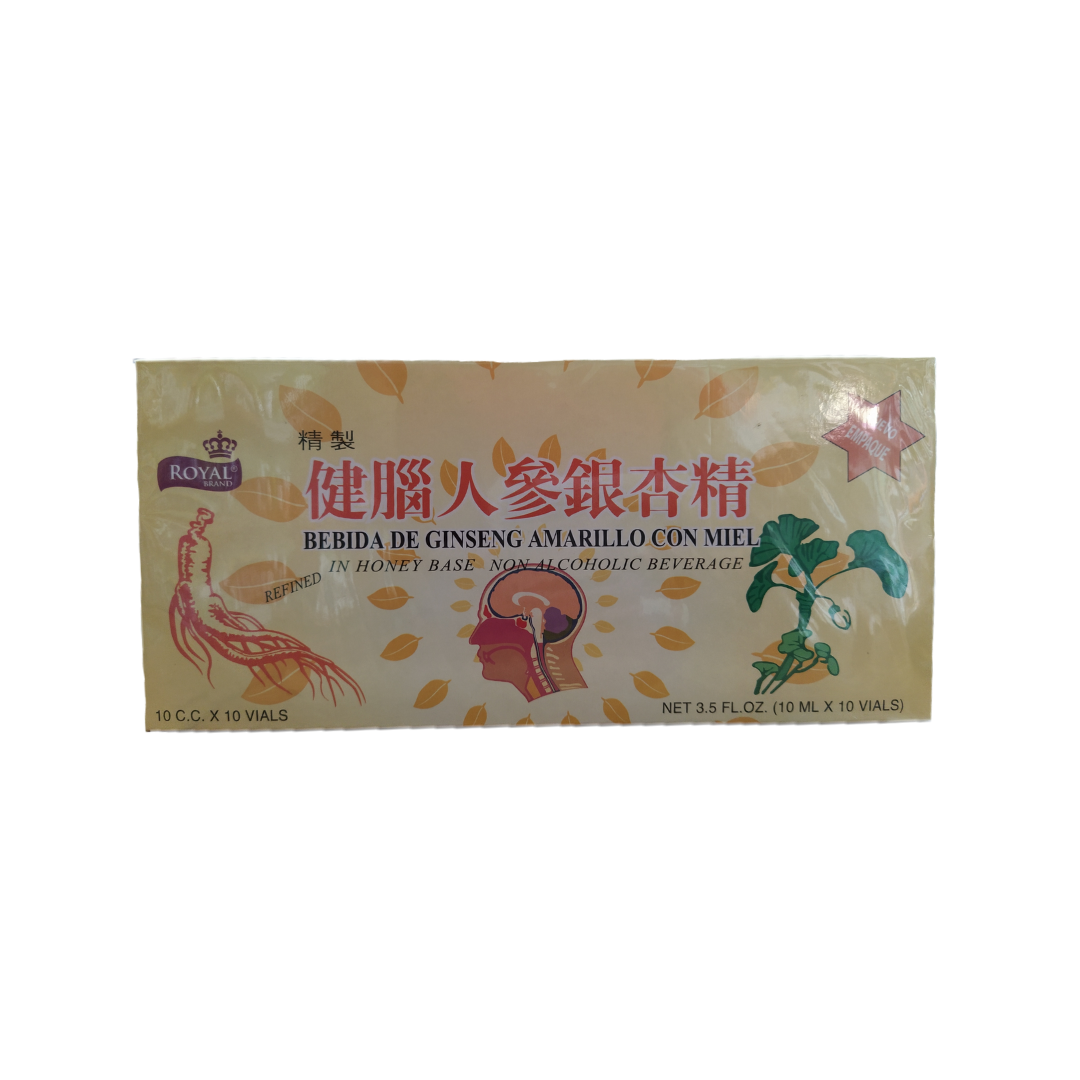 ROYAL®
BRAND
精製
健腦人參銀杏精
BEBIDA DE GINSENG AMARILLO CON MIEL
IN HONEY BASE NON ALCOHOLIC BEVERAGE
REFINED
EMPAQUE
10 C.C. X 10 VIALS
NET 3.5 FL.OZ. (10 ML X 10 VIALS)